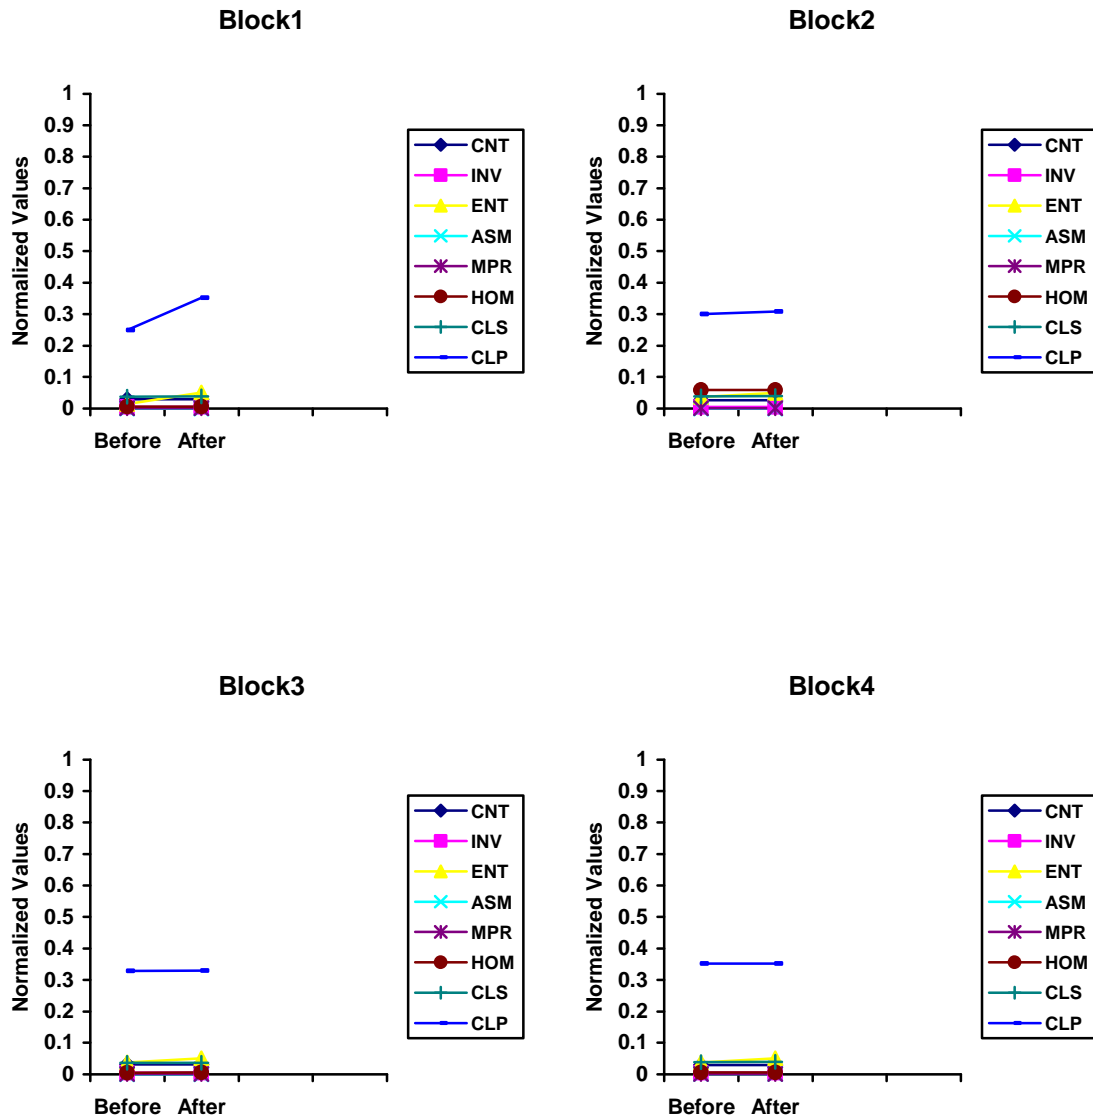 Block1
1
0.9
0.8
0.7
0.6
0.5
0.4
0.3
0.2
0.1
0
Normalized Values
Before After
CNT
INV
ENT
ASM
MPR
HOM
CLS
CLP
Block2
1
0.9
0.8
0.7
0.6
0.5
0.4
0.3
0.2
0.1
0
Normalized Vlaues
Before After
CNT
INV
ENT
ASM
MPR
HOM
CLS
CLP
Block3
1
0.9
0.8
0.7
0.6
0.5
0.4
0.3
0.2
0.1
0
Normalized Values
Before After
CNT
INV
ENT
ASM
MPR
HOM
CLS
CLP
Block4
1
0.9
0.8
0.7
0.6
0.5
0.4
0.3
0.2
0.1
0
Normalized Values
Before After
CNT
INV
ENT
ASM
MPR
HOM
CLS
CLP